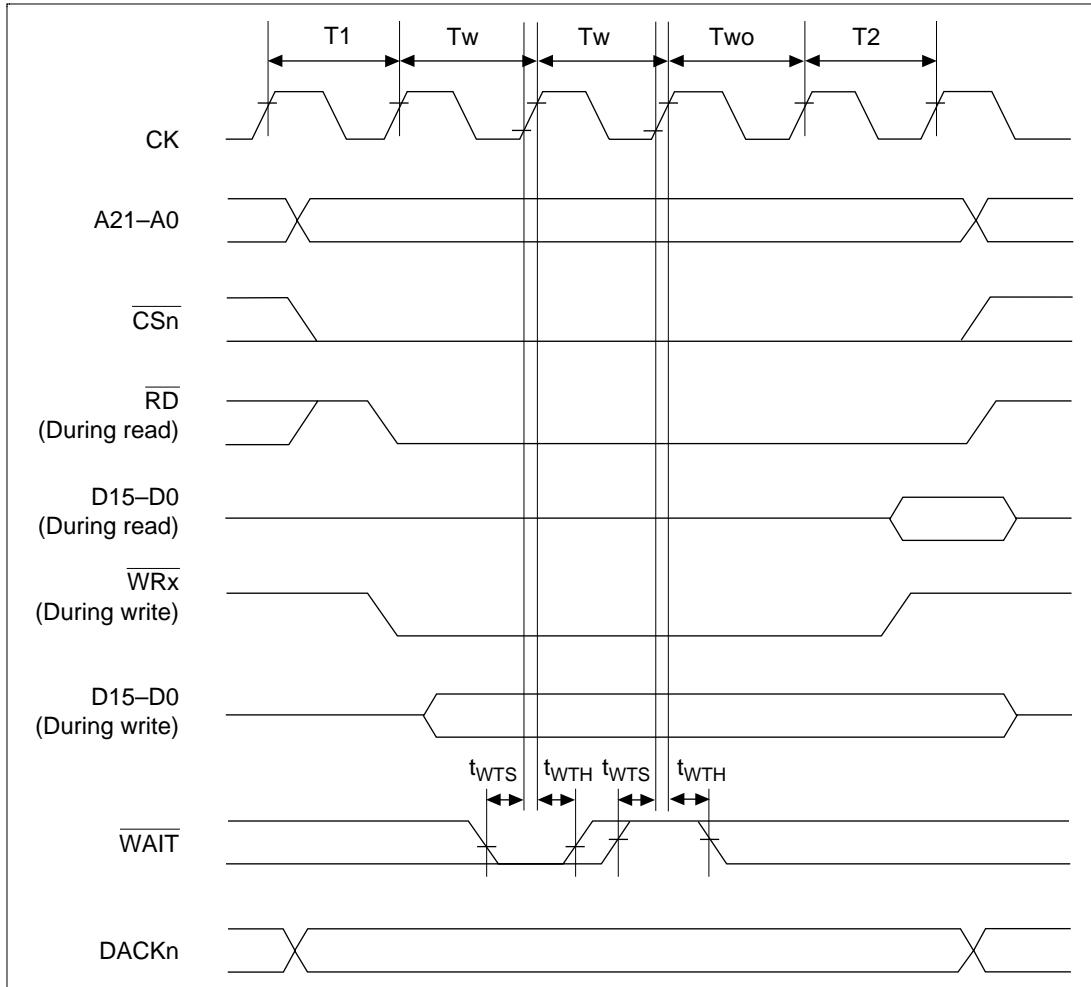 T1 Tw Tw Two T2
CK
A21–A0
CSn
RD
(During read)
D15–D0
(During read)
WRx
(During write)
D15–D0
(During write)
tWTS tWTH tWTS tWTH
WAIT
DACKn